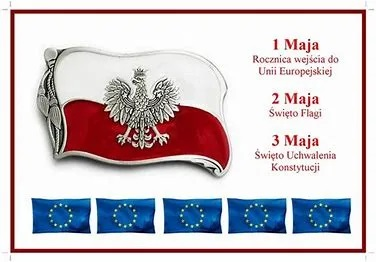 1 Maja
Rocznica wejścia do
Unii Europejskiej
2 Maja
Święto Flagi
3 Maja
Święto Uchwalenia
Konstytucji